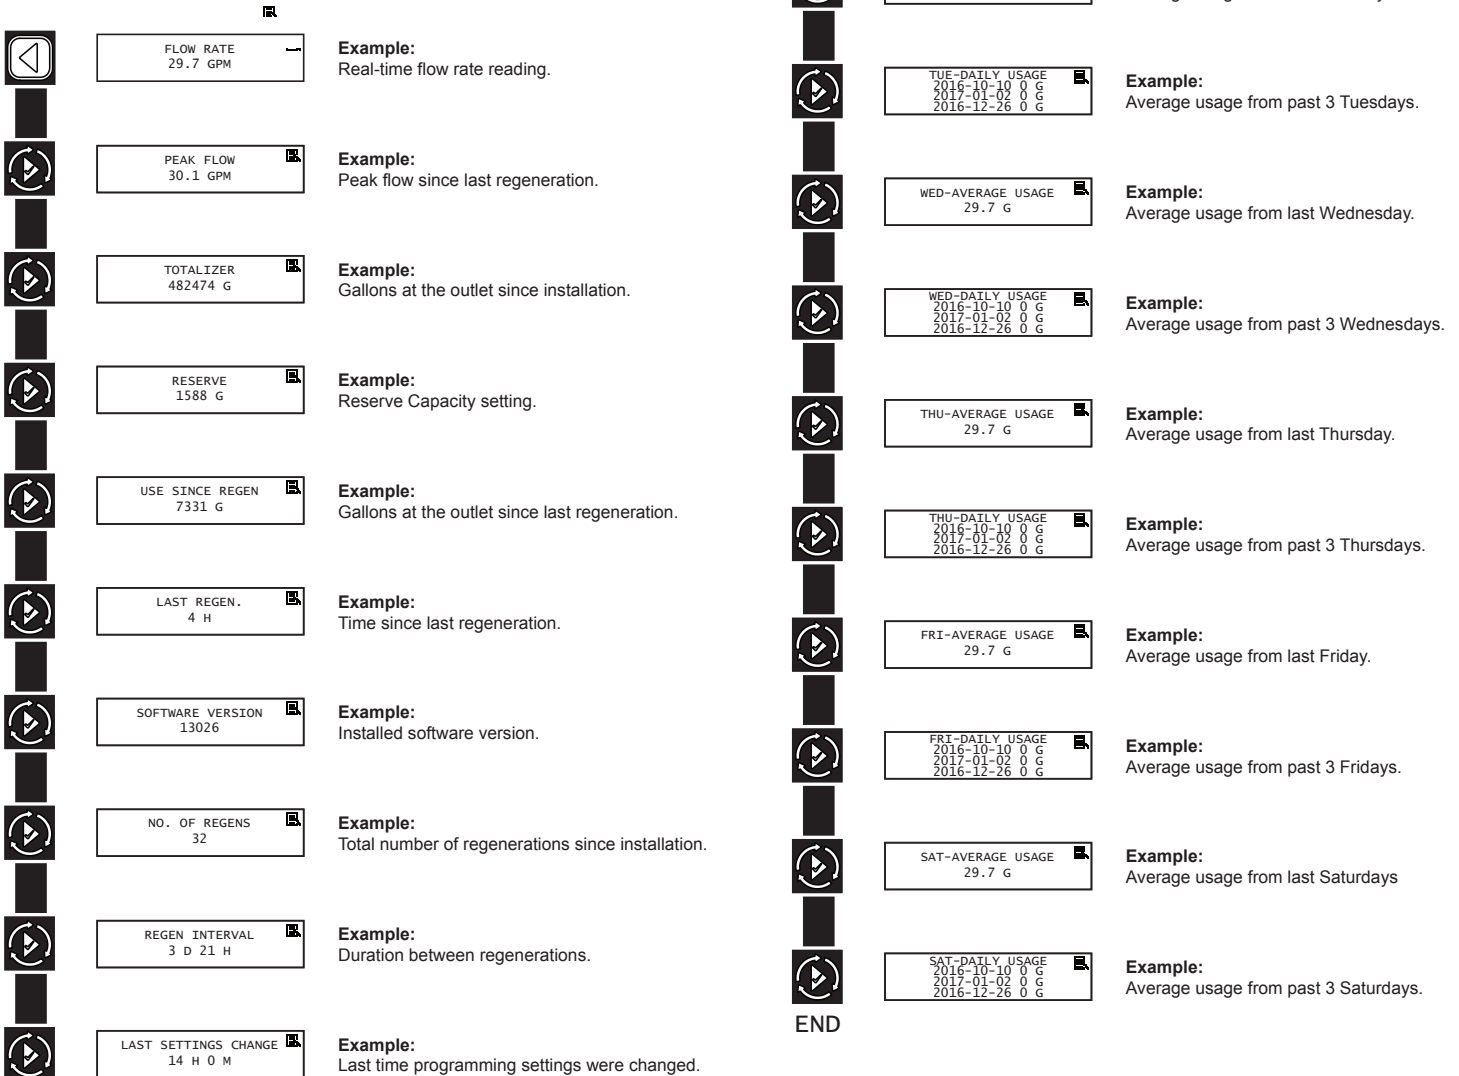 FLOW RATE
29.7 GPM
Example:
Real-time flow rate reading.
PEAK FLOW
30.1 GPM
Example:
Peak flow since last regeneration.
TOTALIZER
482474 G
Example:
Gallons at the outlet since installation.
RESERVE
1588 G
Example:
Reserve Capacity setting.
USE SINCE REGEN
7331 G
Example:
Gallons at the outlet since last regeneration.
LAST REGEN.
4 H
Example:
Time since last regeneration.
SOFTWARE VERSION
13026
Example:
Installed software version.
NO. OF REGENS
32
Example:
Total number of regenerations since installation.
REGEN INTERVAL
3 D 21 H
Example:
Duration between regenerations.
LAST SETTINGS CHANGE
14 H 0 M
Example:
Last time programming settings were changed.
TUE-DAILY USAGE
2016-10-10 0 G
2017-01-02 0 G
2016-12-26 0 G
Example:
Average usage from past 3 Tuesdays.
WED-AVERAGE USAGE
29.7 G
Example:
Average usage from last Wednesday.
WED-DAILY USAGE
2016-10-10 0 G
2017-01-02 0 G
2016-12-26 0 G
Example:
Average usage from past 3 Wednesdays.
THU-AVERAGE USAGE
29.7 G
Example:
Average usage from last Thursday.
THU-DAILY USAGE
2016-10-10 0 G
2017-01-02 0 G
2016-12-26 0 G
Example:
Average usage from past 3 Thursdays.
FRI-AVERAGE USAGE
29.7 G
Example:
Average usage from last Friday.
FRI-DAILY USAGE
2016-10-10 0 G
2017-01-02 0 G
2016-12-26 0 G
Example:
Average usage from past 3 Fridays.
SAT-AVERAGE USAGE
29.7 G
Example:
Average usage from last Saturdays
SAT-DAILY USAGE
2016-10-10 0 G
2017-01-02 0 G
2016-12-26 0 G
Example:
Average usage from past 3 Saturdays.
END